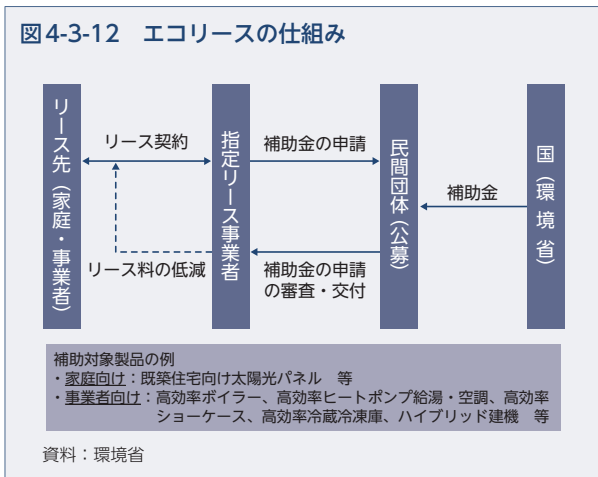 図4-3-12　エコリースの仕組み
リース先（家庭・事業者）
リース契約
リース料の低減
指定リース事業者
補助金の申請
補助金の申請
の審査・交付
民間団体（公募）
補助金
国（環境省）
補助対象製品の例
・家庭向け：既築住宅向け太陽光パネル　等
・事業者向け：高効率ボイラー、高効率ヒートポンプ給湯・空調、高効率
ショーケース、高効率冷蔵冷凍庫、ハイブリッド建機　等
資料：環境省